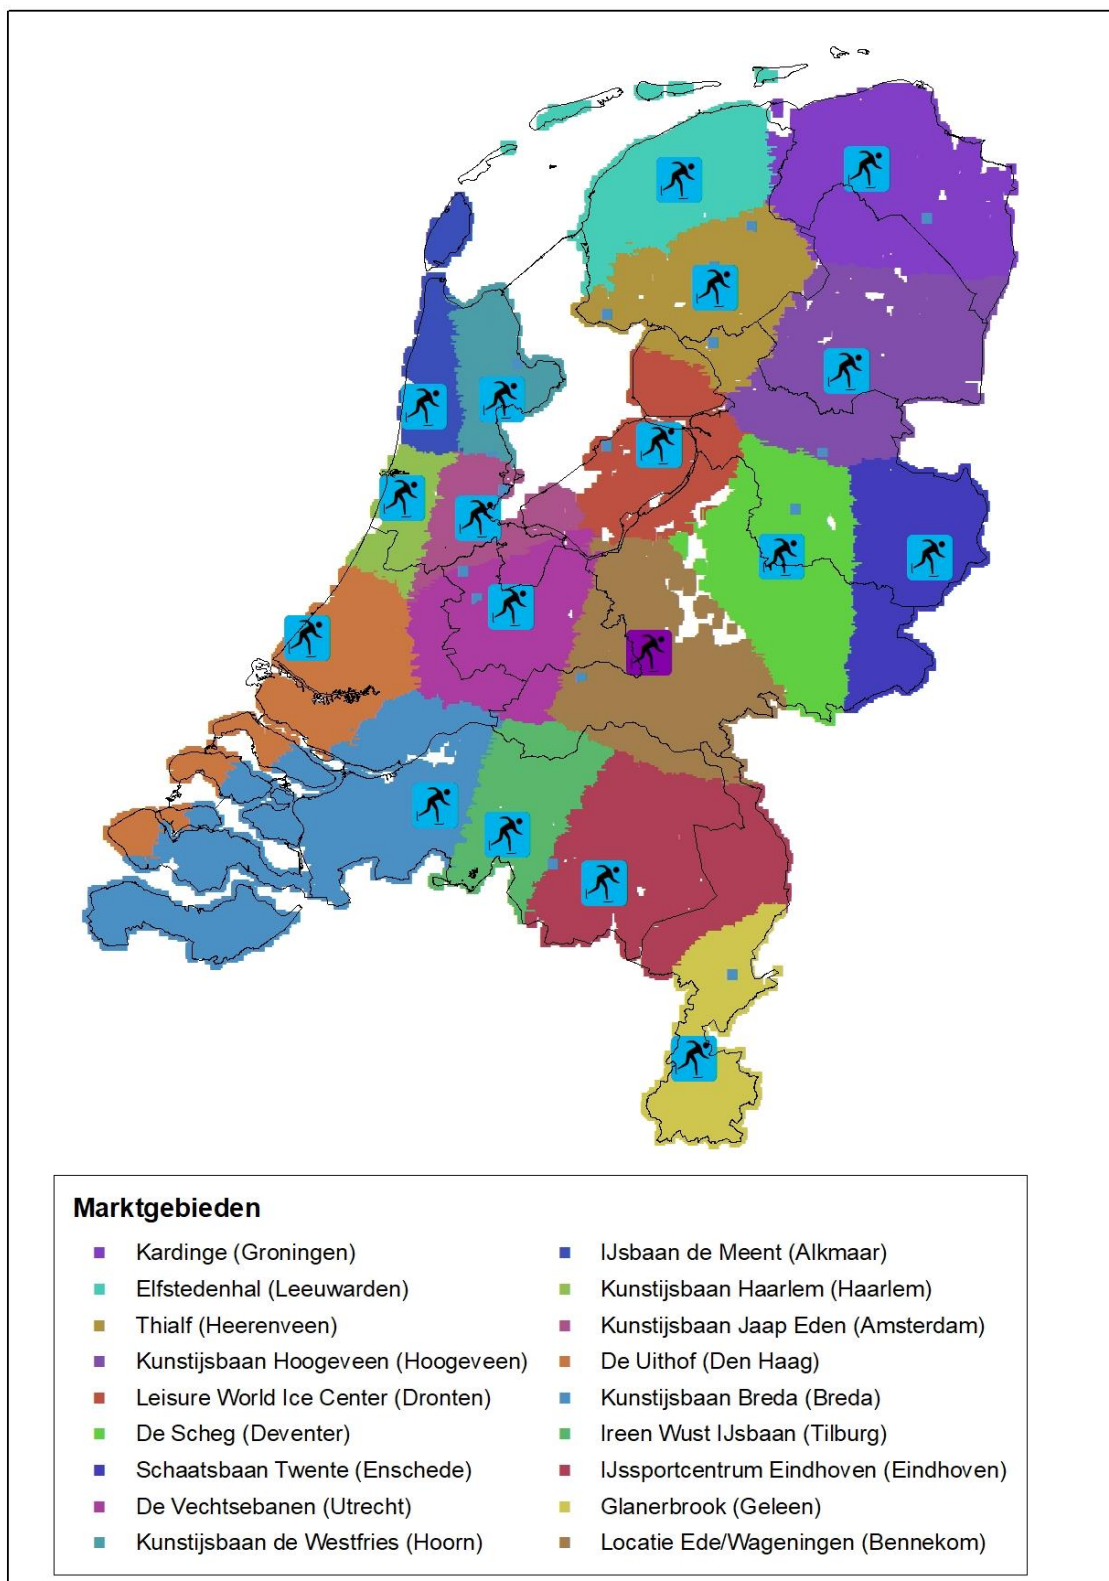 Marktgebieden
Kardinge (Groningen)
Elfstedenhal (Leeuwarden)
Thialf (Heerenveen)
Kunstijsbaan Hoogeveen (Hoogeveen)
Leisure World Ice Center (Dronten)
De Scheg (Deventer)
Schaatsbaan Twente (Enschede)
De Vechtsebanen (Utrecht)
Kunstijsbaan de Westfries (Hoorn)
IJsbaan de Meent (Alkmaar)
Kunstijsbaan Haarlem (Haarlem)
Kunstijsbaan Jaap Eden (Amsterdam)
De Uithof (Den Haag)
Kunstijsbaan Breda (Breda)
Ireen Wust IJsbaan (Tilburg)
IJssportcentrum Eindhoven (Eindhoven)
Glanerbrook (Geleen)
Locatie Ede/Wageningen (Bennekom)